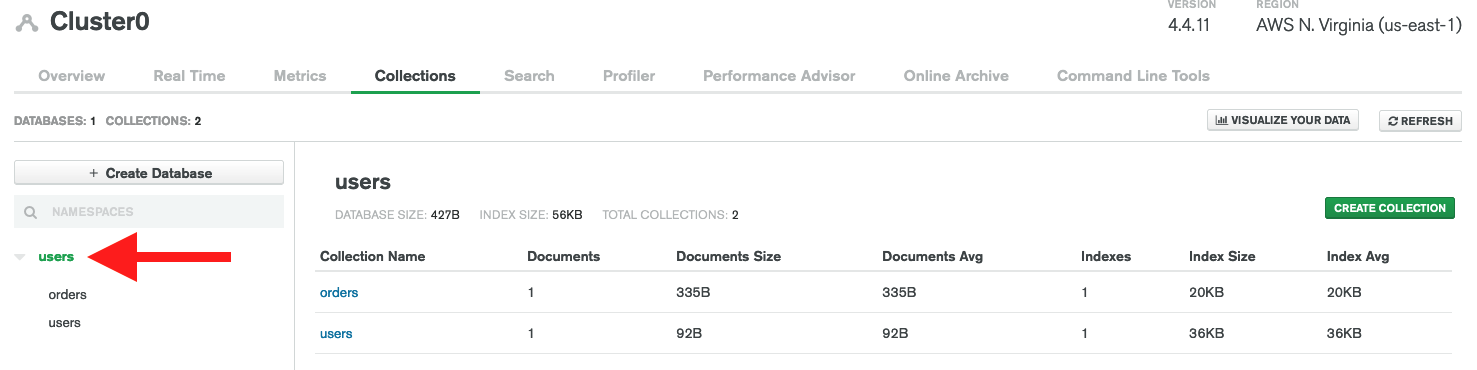 VERSION REGION
Cluster0 4.4.11 AWS N. Virginia (us-east-1)
Overview Real Time Metrics Collections Search Profiler Performance Advisor Online Archive Command Line Tools
DATABASES: 1 COLLECTIONS: 2 VISUALIZE YOUR DATA REFRESH
+ Create Database
NAMESPACES
users
orders
users
users
DATABASE SIZE: 427B INDEX SIZE: 56KB TOTAL COLLECTIONS: 2
CREATE COLLECTION
Collection Name Documents Documents Size Documents Avg Indexes Index Size Index Avg
orders 1 335B 335B 1 20KB 20KB
users 1 92B 92B 1 36KB 36KB